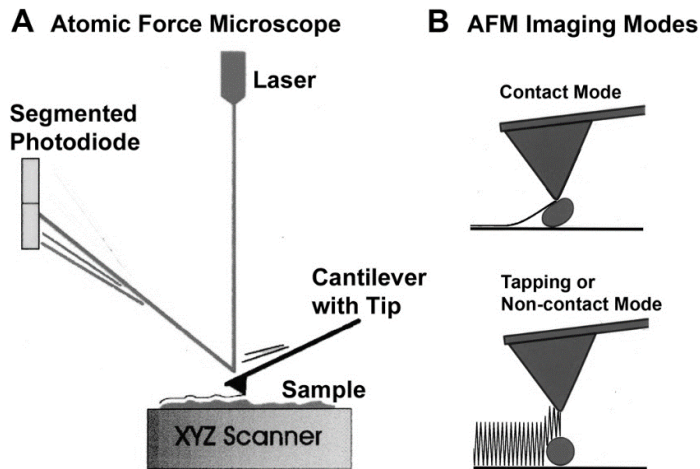 A Atomic Force Microscope
Laser
Segmented
Photodiode
Cantilever
with Tip
Sample
XYZ Scanner
B AFM Imaging Modes
Contact Mode
Tapping or
Non-contact Mode